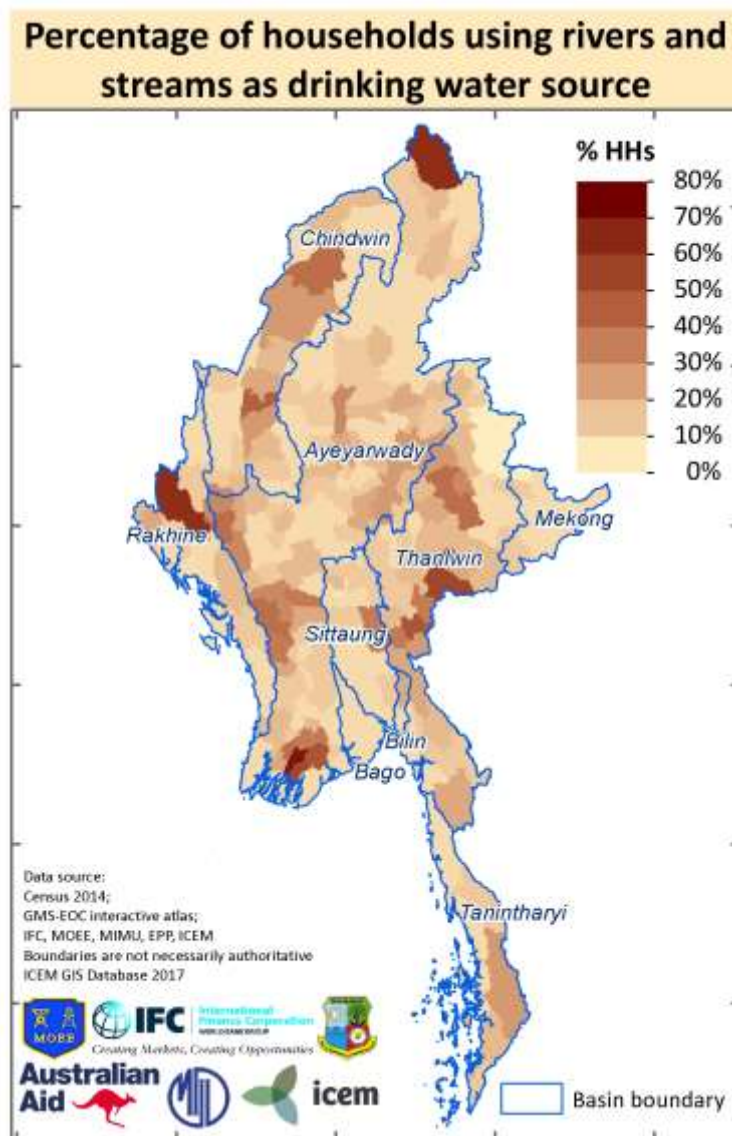 Percentage of households using rivers and
streams as drinking water source
% HHs
80%
70%
60%
50%
40%
30%
20%
10%
0%
Chindwin
Ayeyarwady
Mekong
Rakhine
Thanlwin
Sittaung
Bilin
Bago
Tanintharyi
Data source:
Census 2014;
GMS-EOC interactive atlas;
IFC, MOEE, MIMU, EPP, ICEM
Boundaries are not necessarily authoritative
ICEM GIS Database 2017
MOEE
IFC
International
Finance Corporation
WORLD BANK GROUP
Creating Markets, Creating Opportunities
Australian
Aid
icem
Basin boundary